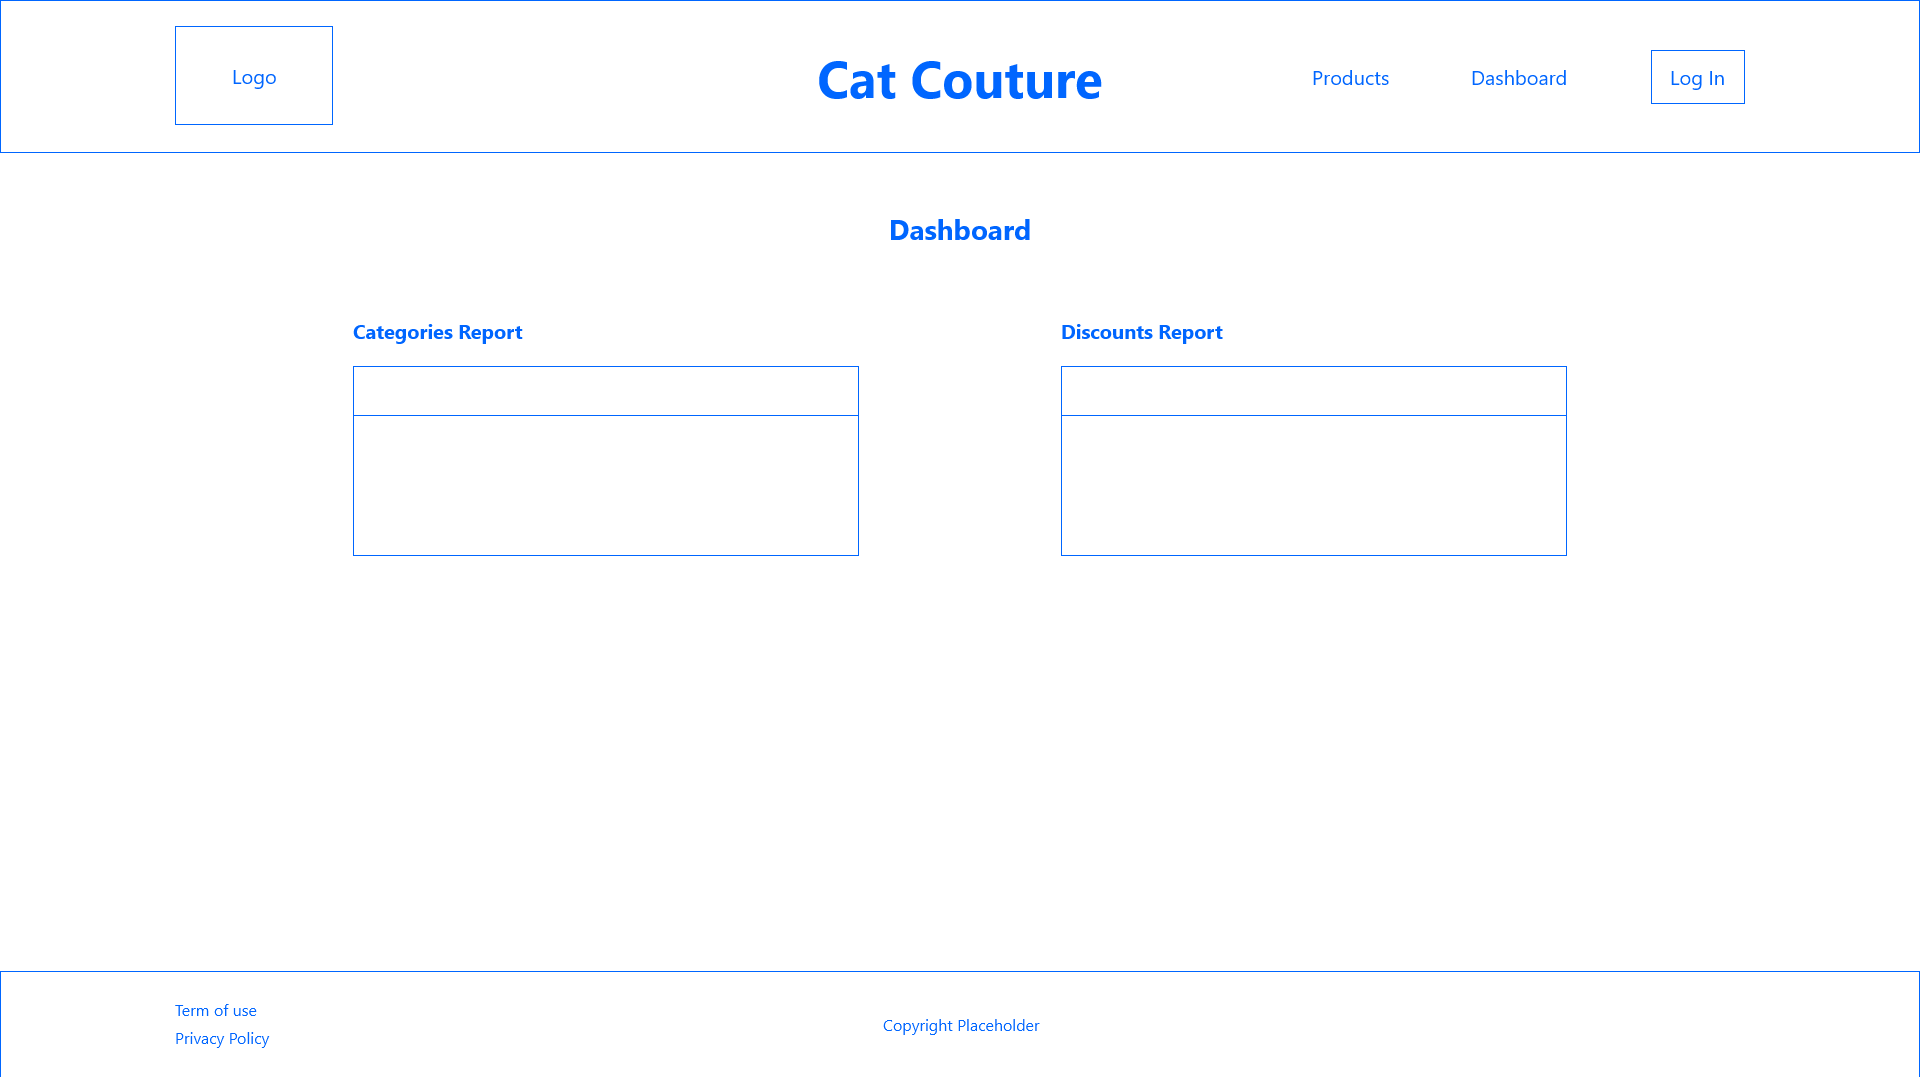 Logo
Cat Couture
Products
Dashboard
Log In
Dashboard
Categories Report
Discounts Report
Term of use
Privacy Policy
Copyright Placeholder